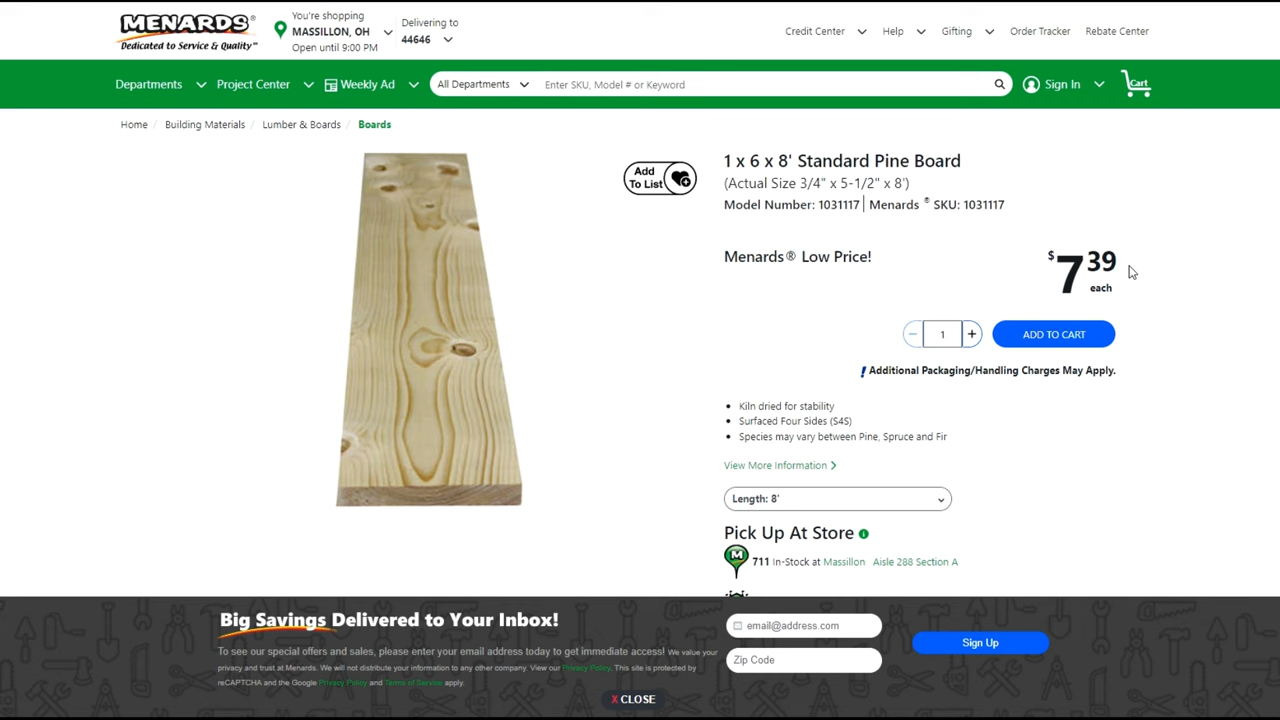 MENARDS®
Dedicated to Service & Quality™
You're shopping
MASSILLON, OH
Open until 9:00 PM
Delivering to
44646
Credit Center
Help
Gifting
Order Tracker
Rebate Center
Departments
Project Center
Weekly Ad
All Departments
Enter SKU, Model # or Keyword
Sign In
Cart
Home / Building Materials / Lumber & Boards / Boards
Add
To List
1 x 6 x 8' Standard Pine Board
(Actual Size 3/4" x 5-1/2" x 8')
Model Number: 1031117 | Menards ® SKU: 1031117
Menards® Low Price!
$7 39
each
− 1 +
ADD TO CART
! Additional Packaging/Handling Charges May Apply.
• Kiln dried for stability
• Surfaced Four Sides (S4S)
• Species may vary between Pine, Spruce and Fir
View More Information
Length: 8'
Pick Up At Store i
M
711 In-Stock at Massillon Aisle 288 Section A
Big Savings Delivered to Your Inbox!
To see our special offers and sales, please enter your email address today to get immediate access! We value your
privacy and trust at Menards. We will not distribute your information to any other company. View our Privacy Policy. This site is protected by
reCAPTCHA and the Google Privacy Policy and Terms of Service apply.
email@address.com
Zip Code
Sign Up
X CLOSE